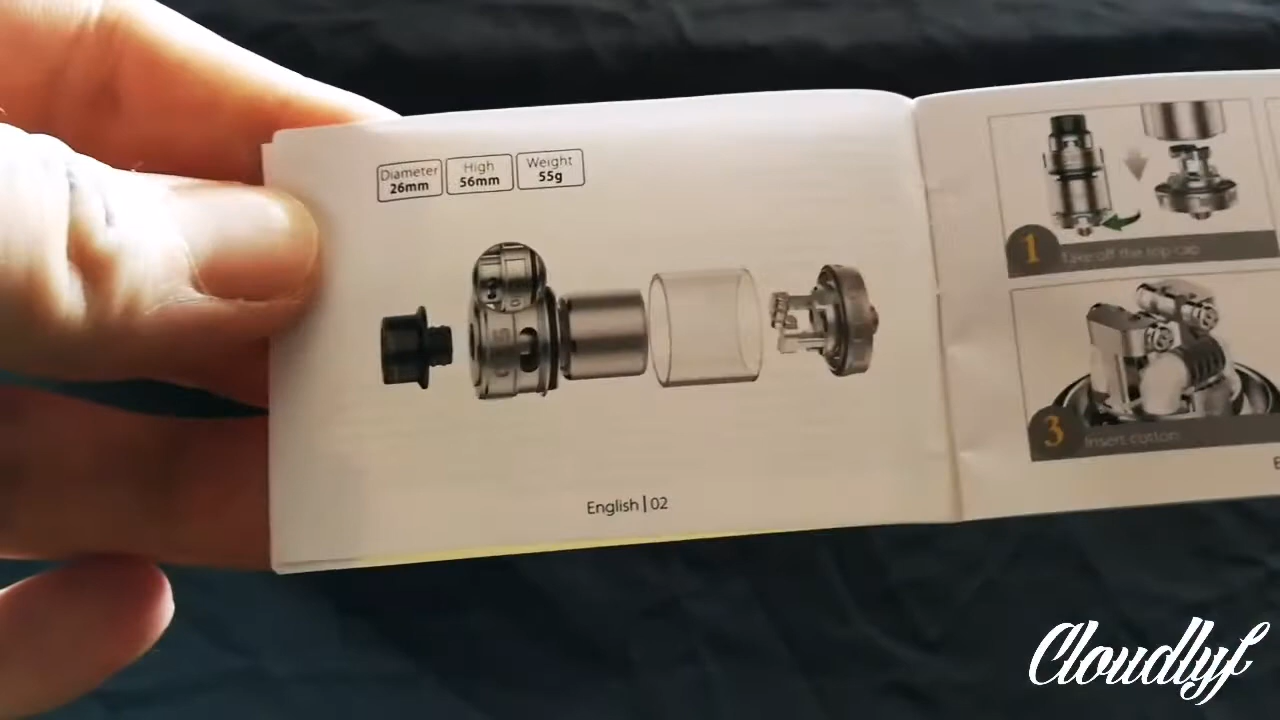 Diameter
26mm
High
56mm
Weight
55g
English | 02
1
Take off the top cap
3
Insert cotton
Cloudlyf